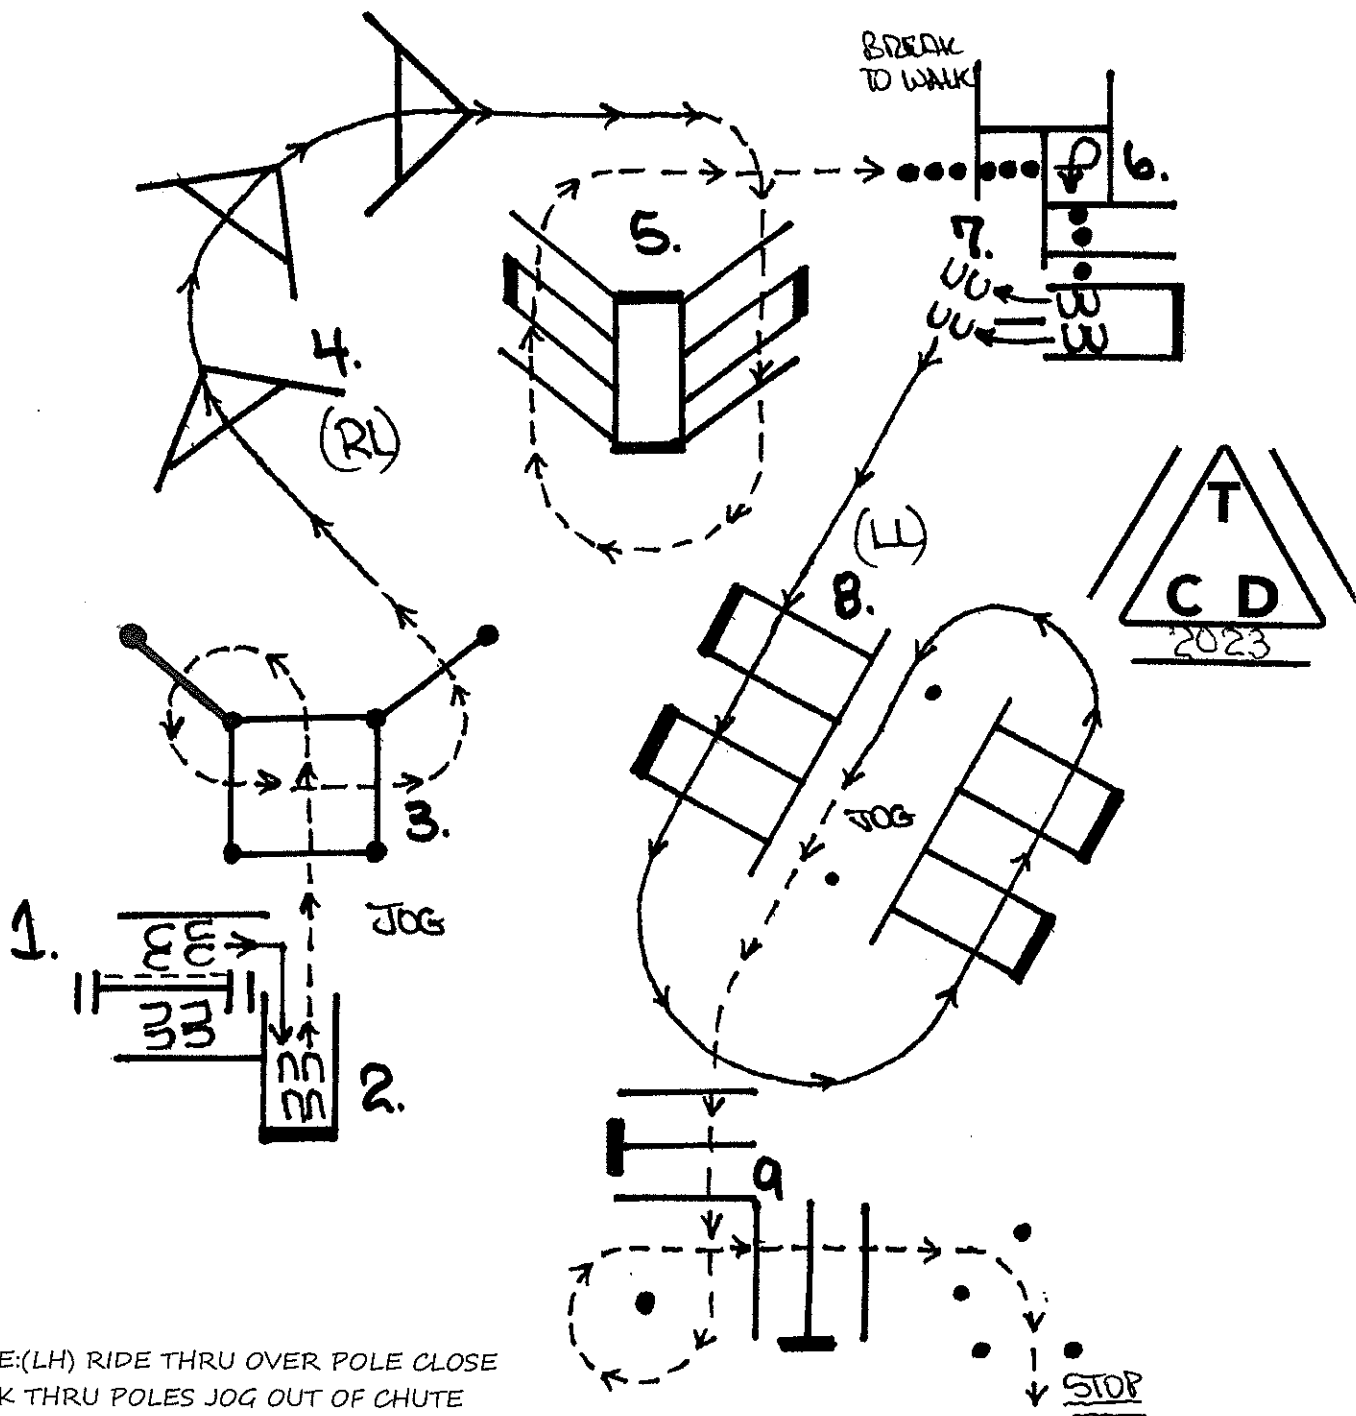 BREAK
TO WALK
6.
5.
7.
4.
(RL)
T
C D
2023
(LL)
8.
3.
JOG
JOG
1.
2.
9
E:(LH) RIDE THRU OVER POLE CLOSE
K THRU POLES JOG OUT OF CHUTE
STOP